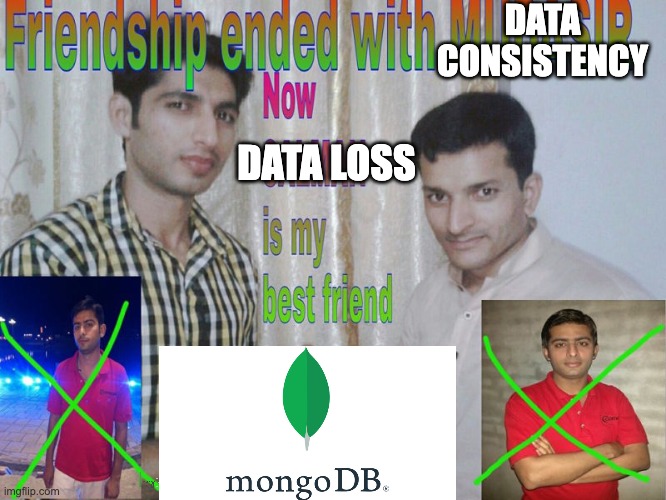 Friendship ended with
DATA
CONSISTENCY
Now
DATA LOSS
is my
best friend
mongoDB®
imgflip.com